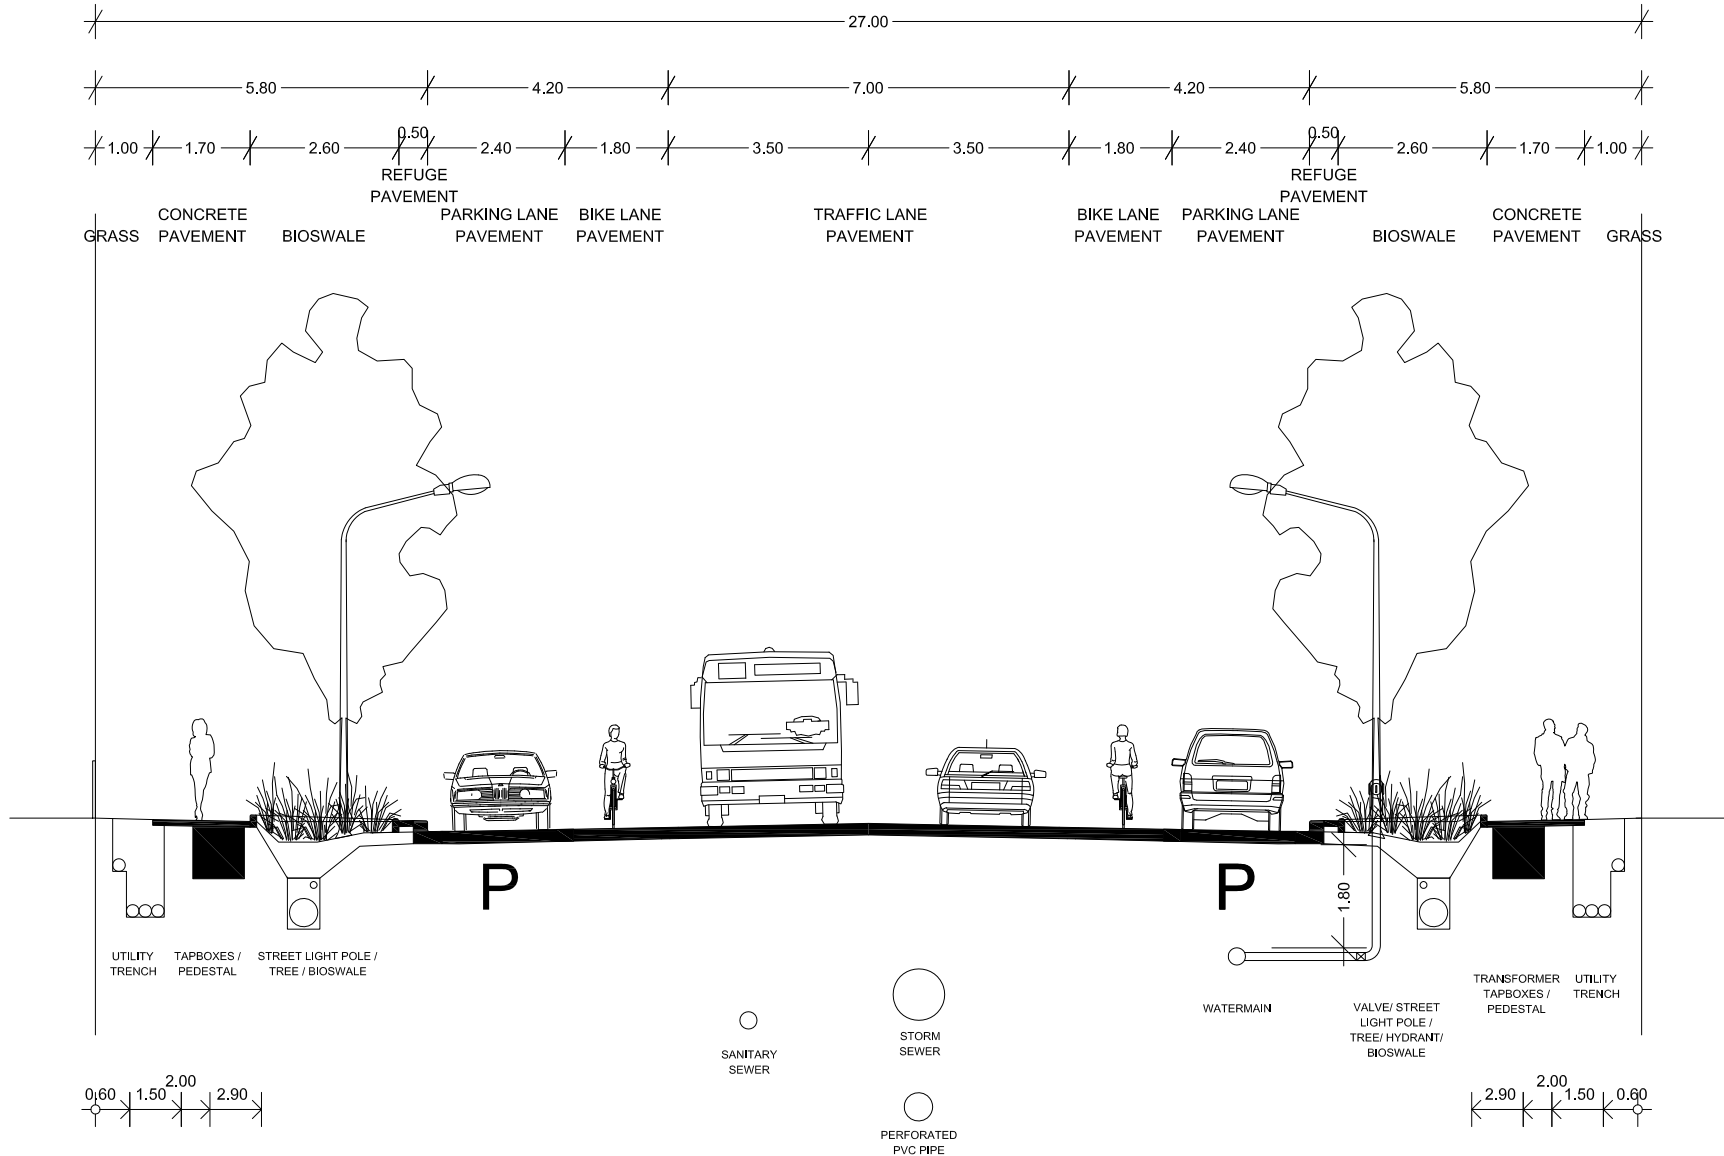 27.00
5.80 4.20 7.00 4.20 5.80
0.50 0.50
1.00 1.70 2.60 2.40 1.80 3.50 3.50 1.80 2.40 2.60 1.70 1.00
REFUGE REFUGE
PAVEMENT PAVEMENT
CONCRETE PARKING LANE BIKE LANE TRAFFIC LANE BIKE LANE PARKING LANE CONCRETE
GRASS PAVEMENT BIOSWALE PAVEMENT PAVEMENT PAVEMENT PAVEMENT PAVEMENT BIOSWALE PAVEMENT GRASS
P P
1.80
UTILITY
TRENCH
TAPBOXES /
PEDESTAL
STREET LIGHT POLE /
TREE / BIOSWALE
SANITARY
SEWER
STORM
SEWER
PERFORATED
PVC PIPE
WATERMAIN
VALVE/ STREET
LIGHT POLE /
TREE/ HYDRANT/
BIOSWALE
TRANSFORMER
TAPBOXES /
PEDESTAL
UTILITY
TRENCH
2.00 2.00
0.60 1.50 2.90 2.90 1.50 0.60